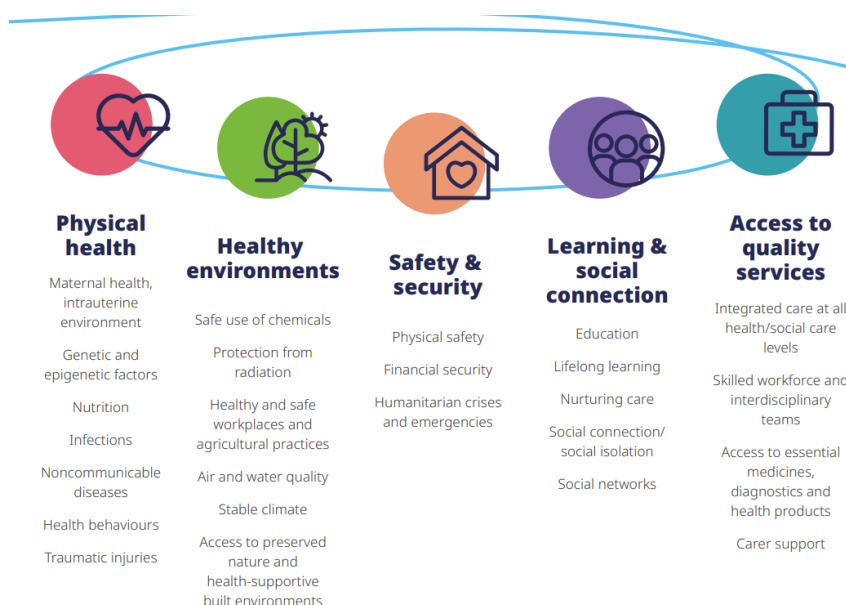 Physical
health
Maternal health,
intrauterine
environment
Genetic and
epigenetic factors
Nutrition
Infections
Noncommunicable
diseases
Health behaviours
Traumatic injuries
Healthy
environments
Safe use of chemicals
Protection from
radiation
Healthy and safe
workplaces and
agricultural practices
Air and water quality
Stable climate
Access to preserved
nature and
health-supportive
built environments
Safety &
security
Physical safety
Financial security
Humanitarian crises
and emergencies
Learning &
social
connection
Education
Lifelong learning
Nurturing care
Social connection/
social isolation
Social networks
Access to
quality
services
Integrated care at all
health/social care
levels
Skilled workforce and
interdisciplinary
teams
Access to essential
medicines,
diagnostics and
health products
Carer support